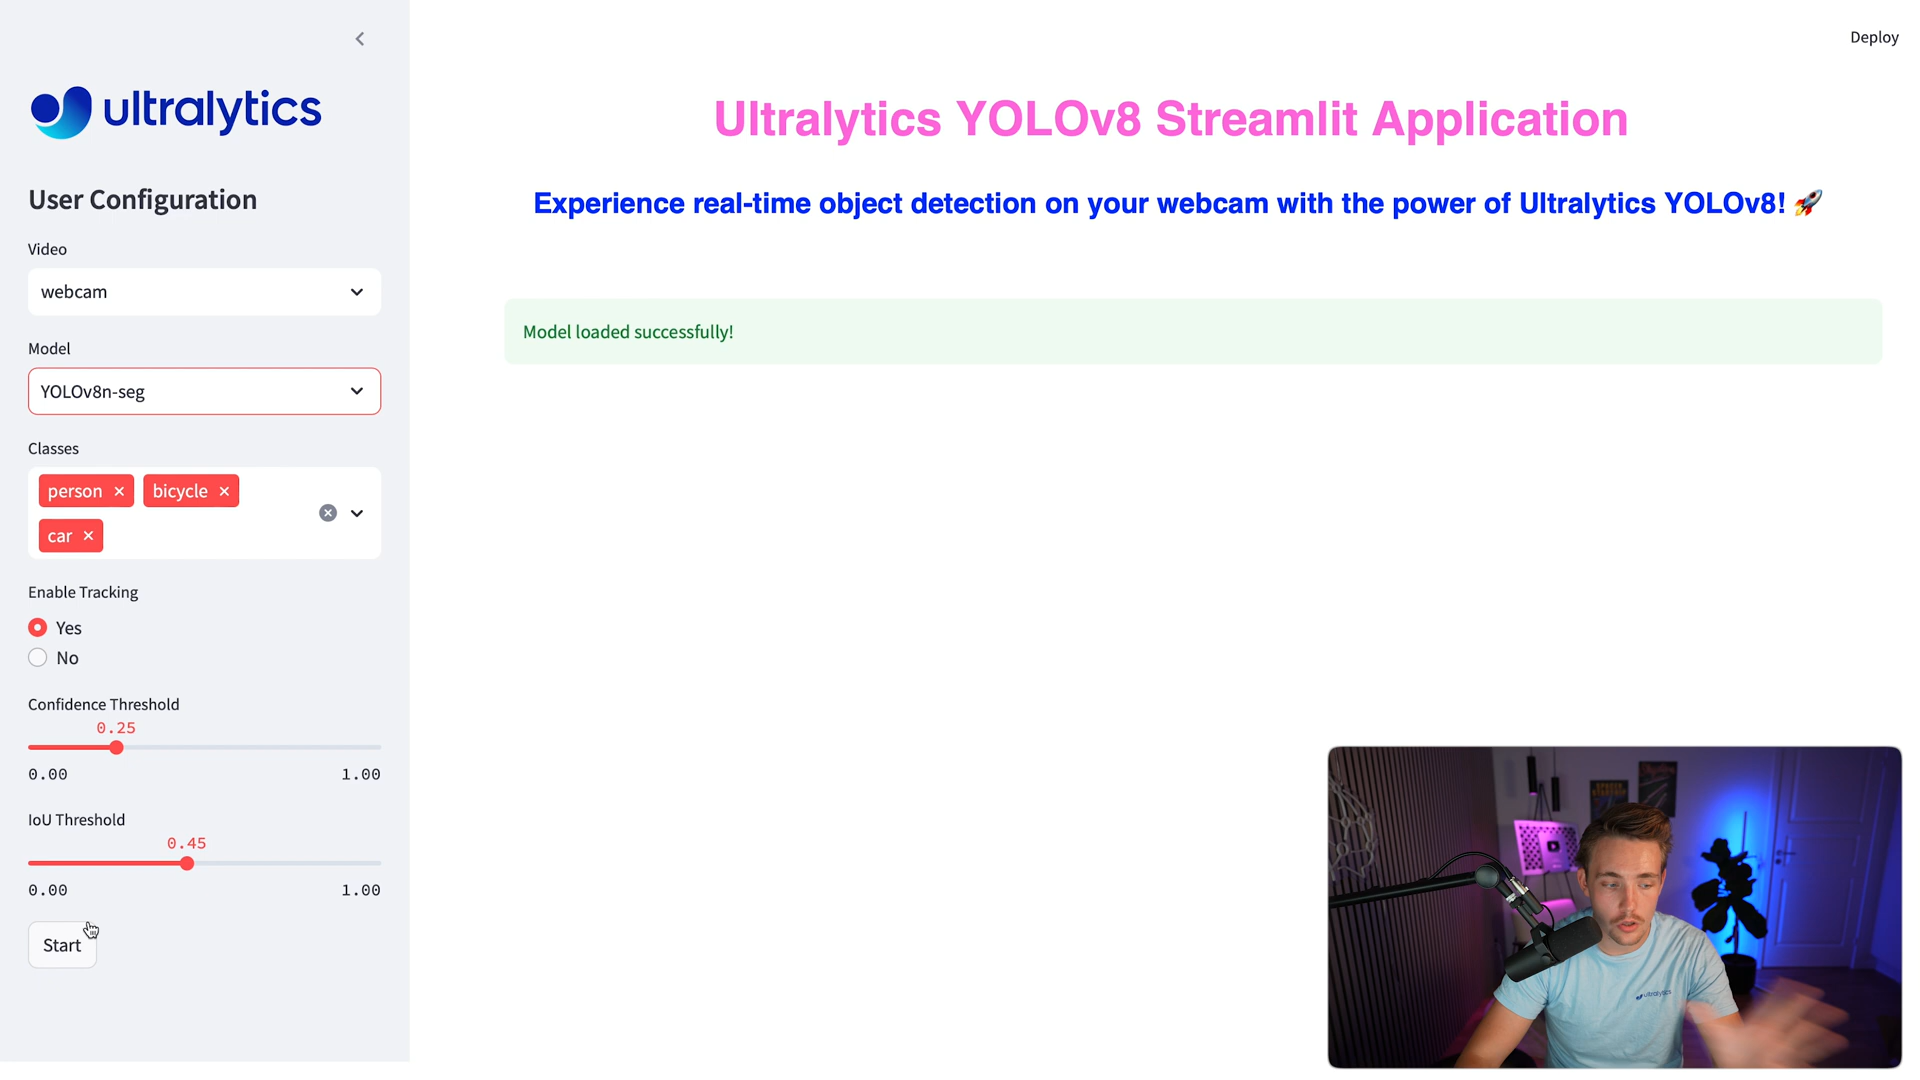 ultralytics
User Configuration
Video
webcam
Model
YOLOv8n-seg
Classes
person × bicycle ×
car ×
Enable Tracking
Yes
No
Confidence Threshold
0.25
0.00 1.00
IoU Threshold
0.45
0.00 1.00
Start
Deploy
Ultralytics YOLOv8 Streamlit Application
Experience real-time object detection on your webcam with the power of Ultralytics YOLOv8! 🚀
Model loaded successfully!
ultralytics